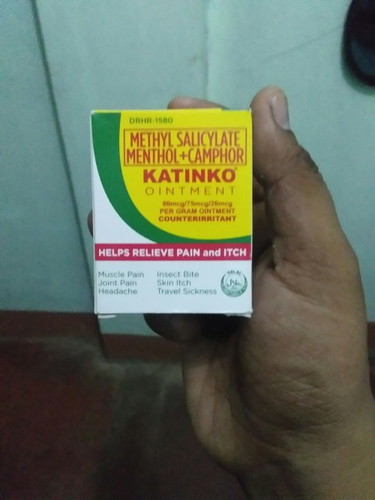 DRHR-1580
METHYL SALICYLATE
MENTHOL+CAMPHOR
KATINKO®
OINTMENT
PER GRAM OINTMENT
COUNTERIRRITANT
HELPS RELIEVE PAIN and ITCH
Muscle Pain
Joint Pain
Headache
Insect Bite
Skin Itch
Travel Sickness